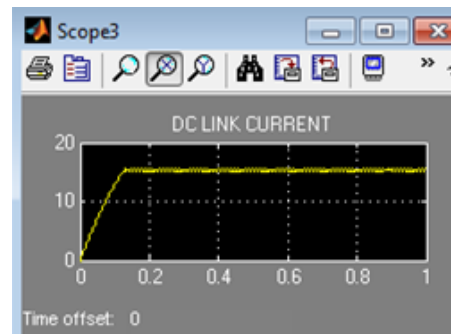 Scope3
»
DC LINK CURRENT
20
10
0
0 0.2 0.4 0.6 0.8 1
Time offset: 0